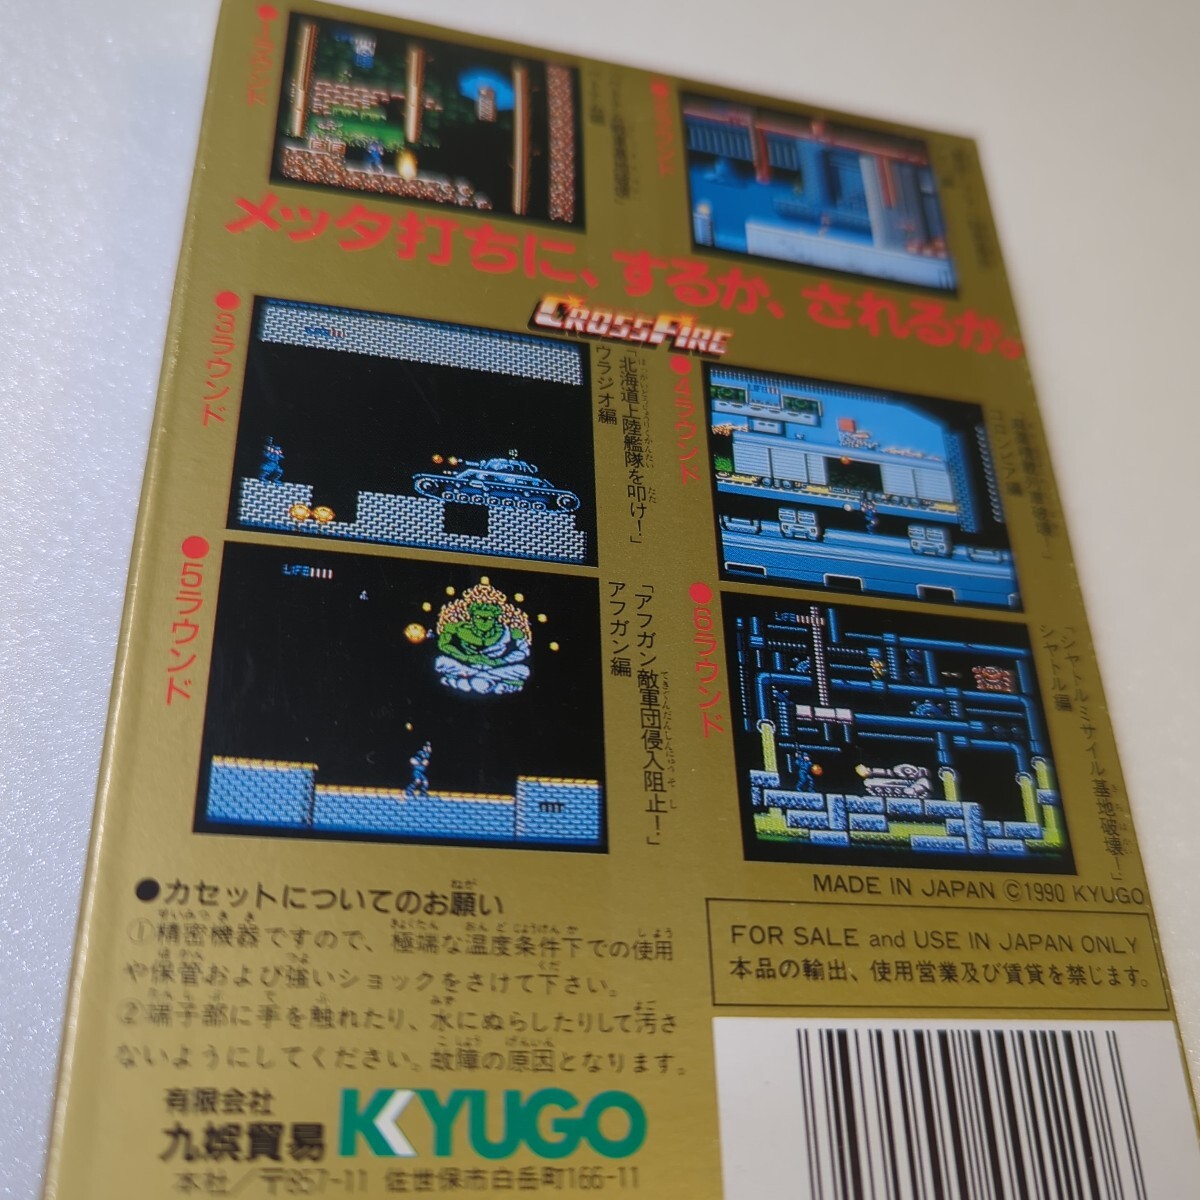 メッタ打ちに、するか、されるか。
CROSSFIRE
●3ラウンド
「北海道上陸艦隊を叩け！」
ウラジオ編
●4ラウンド
●5ラウンド
「アフガン敵軍団侵入阻止！」
アフガン編
●6ラウンド
「シャトルミサイル基地破壊！」
シャトル編
LIFE
LIFE
MADE IN JAPAN ©1990 KYUGO
FOR SALE and USE IN JAPAN ONLY
本品の輸出、使用営業及び賃貸を禁じます。
●カセットについてのお願い
①精密機器ですので、極端な温度条件下での使用
や保管および強いショックをさけて下さい。
②端子部に手を触れたり、水にぬらしたりして汚さ
ないようにしてください。故障の原因となります。
有限会社
九娯貿易 KYUGO
本社／〒857-11 佐世保市白岳町166-11